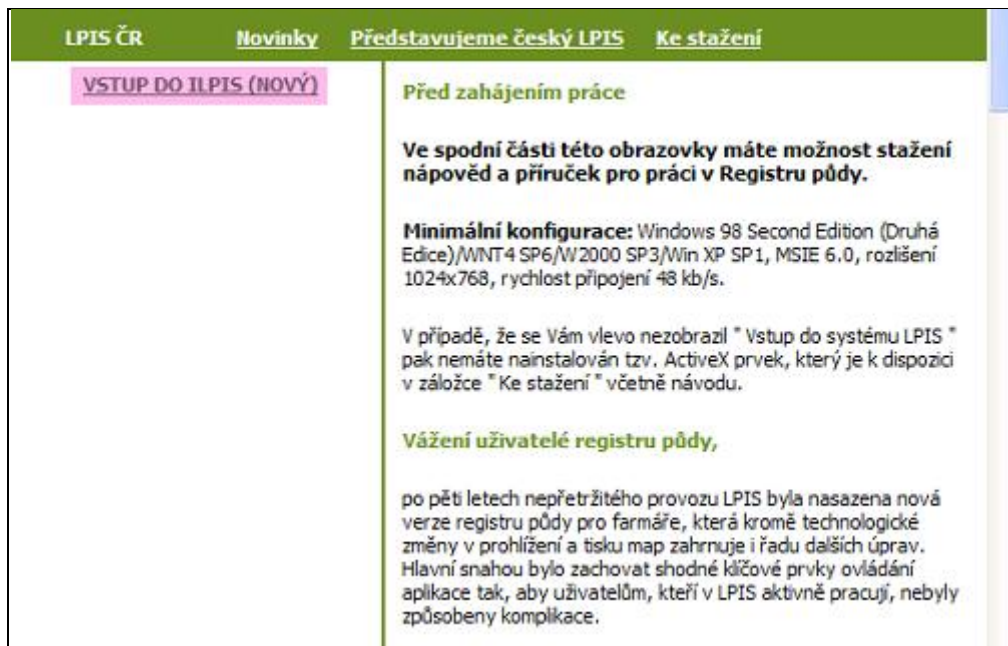 LPIS ČR Novinky Představujeme český LPIS Ke stažení
VSTUP DO ILPIS (NOVÝ)
Před zahájením práce
Ve spodní části této obrazovky máte možnost stažení
nápověd a příruček pro práci v Registru půdy.
Minimální konfigurace: Windows 98 Second Edition (Druhá
Edice)/WNT4 SP6/W2000 SP3/Win XP SP1, MSIE 6.0, rozlišení
1024x768, rychlost připojení 48 kb/s.
V případě, že se Vám vlevo nezobrazil " Vstup do systému LPIS "
pak nemáte nainstalován tzv. ActiveX prvek, který je k dispozici
v záložce " Ke stažení " včetně návodu.
Vážení uživatelé registru půdy,
po pěti letech nepřetržitého provozu LPIS byla nasazena nová
verze registru půdy pro farmáře, která kromě technologické
změny v prohlížení a tisku map zahrnuje i řadu dalších úprav.
Hlavní snahou bylo zachovat shodné klíčové prvky ovládání
aplikace tak, aby uživatelům, kteří v LPIS aktivně pracují, nebyly
způsobeny komplikace.